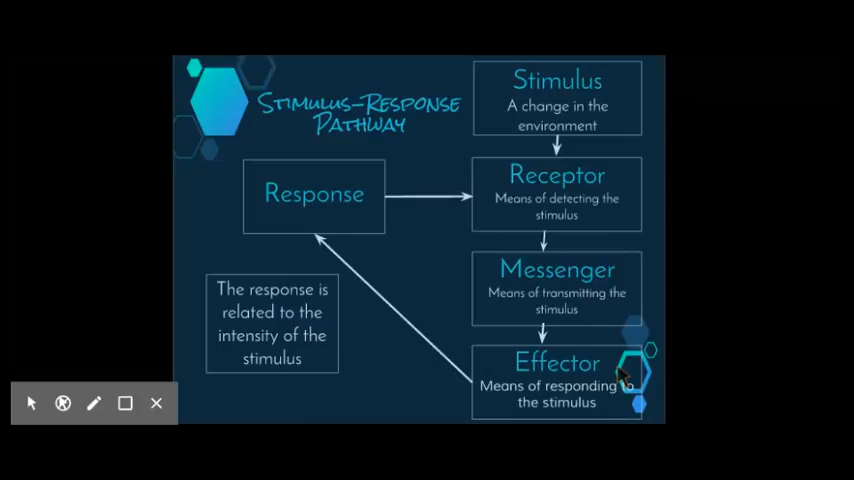 Stimulus-Response
Pathway
Stimulus
A change in the
environment
Receptor
Means of detecting the
stimulus
Response
Messenger
Means of transmitting the
stimulus
The response is
related to the
intensity of the
stimulus
Effector
Means of responding to
the stimulus